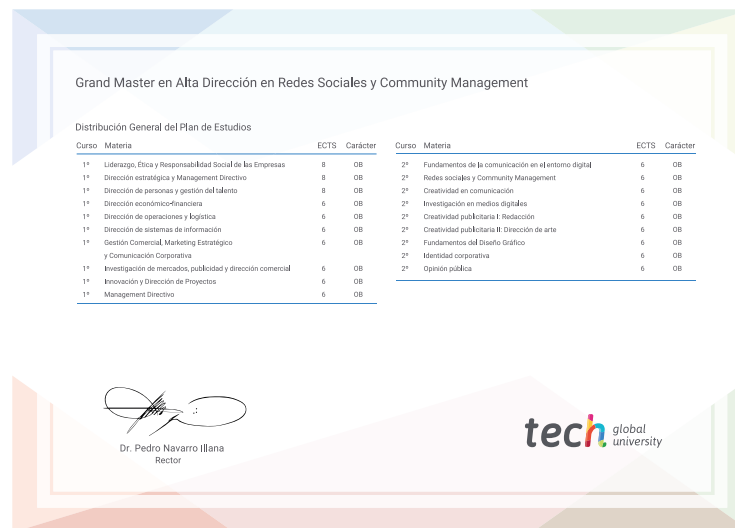 Grand Master en Alta Dirección en Redes Sociales y Community Management
Distribución General del Plan de Estudios
Curso Materia ECTS Carácter
1º Liderazgo, Ética y Responsabilidad Social de las Empresas 8 OB
1º Dirección estratégica y Management Directivo 8 OB
1º Dirección de personas y gestión del talento 8 OB
1º Dirección económico-financiera 6 OB
1º Dirección de operaciones y logística 6 OB
1º Dirección de sistemas de información 6 OB
1º Gestión Comercial, Marketing Estratégico 6 OB
y Comunicación Corporativa
1º Investigación de mercados, publicidad y dirección comercial 6 OB
1º Innovación y Dirección de Proyectos 6 OB
1º Management Directivo 6 OB
Curso Materia ECTS Carácter
2º Fundamentos de la comunicación en el entorno digital 6 OB
2º Redes sociales y Community Management 6 OB
2º Creatividad en comunicación 6 OB
2º Investigación en medios digitales 6 OB
2º Creatividad publicitaria I: Redacción 6 OB
2º Creatividad publicitaria II: Dirección de arte 6 OB
2º Fundamentos del Diseño Gráfico 6 OB
2º Identidad corporativa 6 OB
2º Opinión pública 6 OB
Dr. Pedro Navarro Illana
Rector
tech global
university